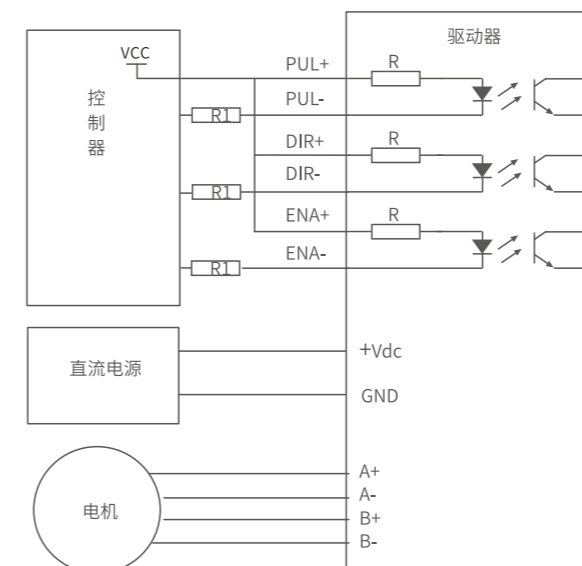 驱动器
VCC
PUL+
R
控制器
PUL-
R1
DIR+
R
DIR-
R1
ENA+
R
ENA-
R1
直流电源
+Vdc
GND
电机
A+
A-
B+
B-